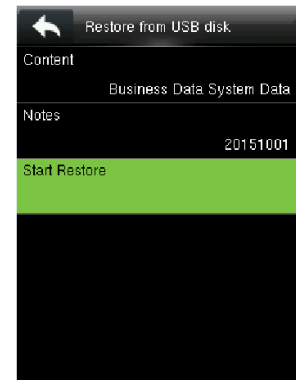 Restore from USB disk
Content
Business Data System Data
Notes
20151001
Start Restore